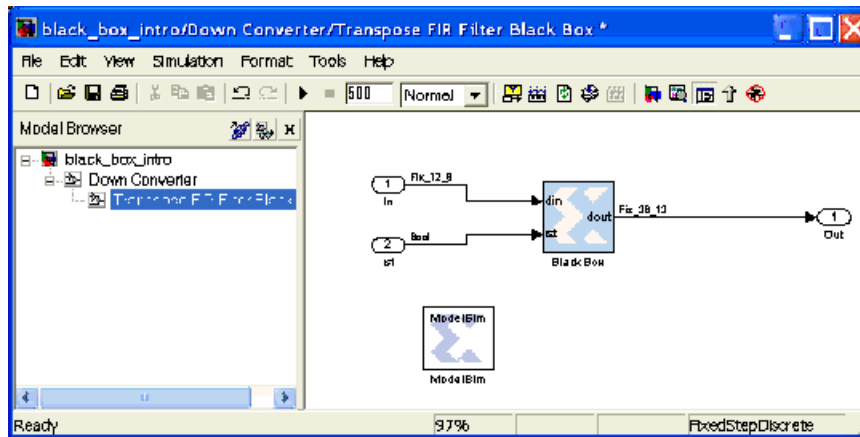 black_box_intro/Down Converter/Transpose FIR Filter Black Box *
File Edit View Simulation Format Tools Help
500 Normal
Model Browser
black_box_intro
Down Converter
1
In
Fix_12_9
2
rst
Bool
din
rst
dout
Black Box
1
Out
ModelSim
ModelSim
Ready 97% FixedStepDiscrete